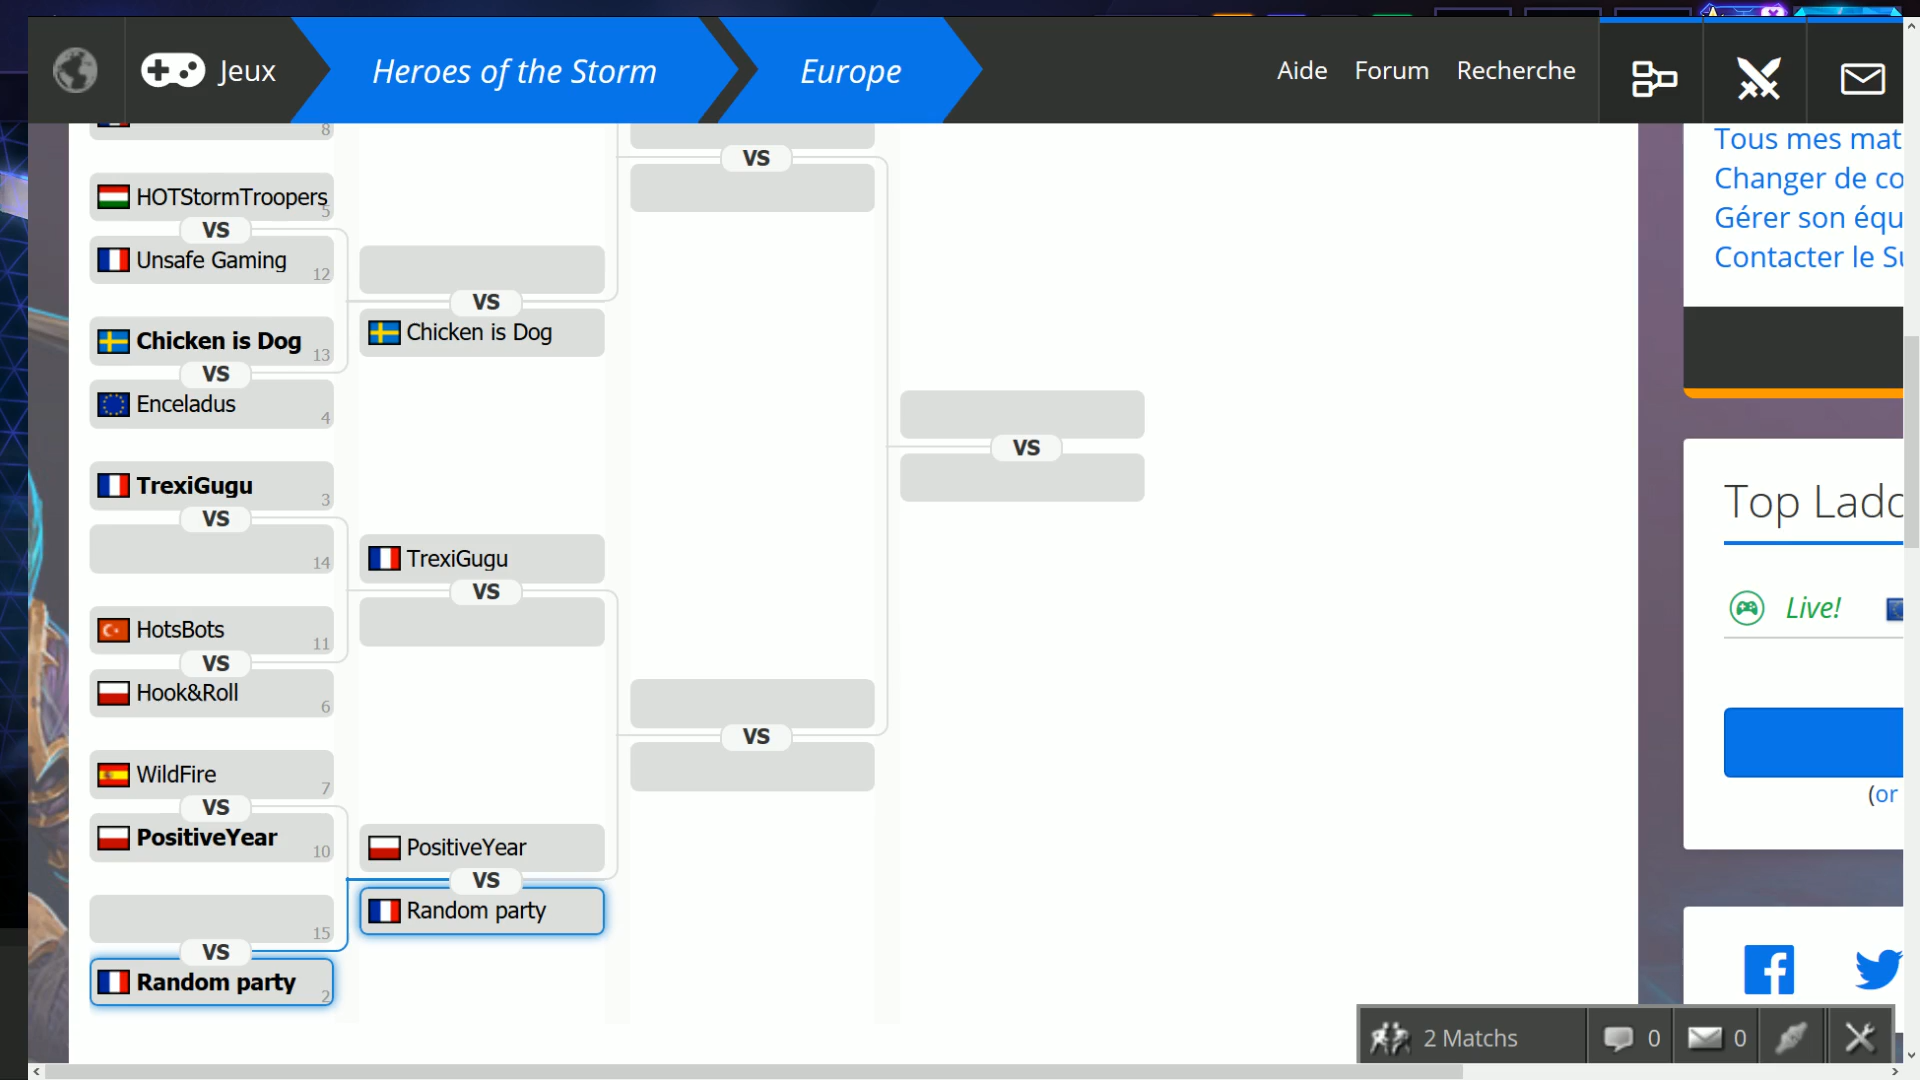 Jeux
Heroes of the Storm
Europe
Aide
Forum
Recherche
8
VS
HOTStormTroopers
5
VS
Unsafe Gaming
12
VS
Chicken is Dog
13
VS
Chicken is Dog
Enceladus
4
VS
TrexiGugu
3
VS
14
TrexiGugu
VS
HotsBots
11
VS
Hook&Roll
6
VS
WildFire
7
VS
PositiveYear
10
PositiveYear
VS
Random party
15
VS
Random party
2
Tous mes mat
Changer de co
Gérer son équ
Contacter le Su
Top Ladd
Live!
(or
2 Matchs
0
0